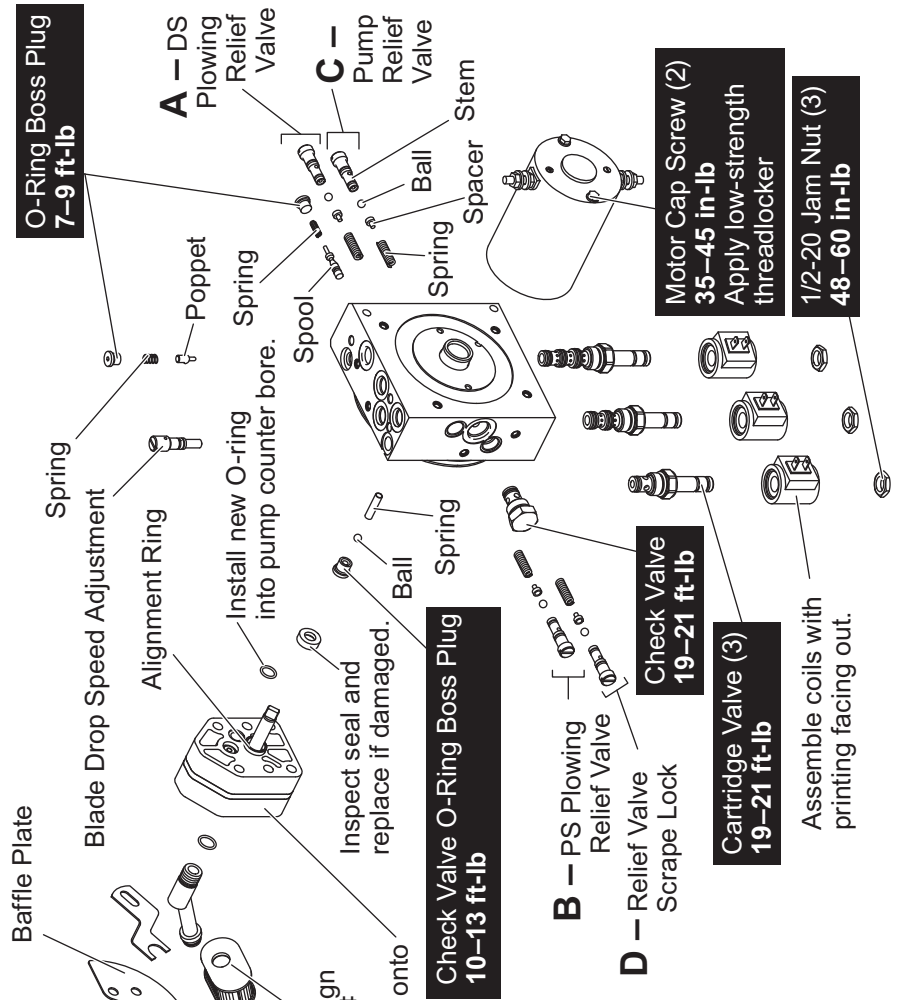 O-Ring Boss Plug
7–9 ft-lb
A – DS
Plowing
Relief
Valve
C –
Pump
Relief
Valve
Stem
Ball
Spacer
Spring
Spool
Spring
Poppet
Spring
Blade Drop Speed Adjustment
Alignment Ring
Install new O-ring
into pump counter bore.
Baffle Plate
Inspect seal and
replace if damaged.
Ball
Spring
Check Valve O-Ring Boss Plug
10–13 ft-lb
onto
gn
Motor Cap Screw (2)
35–45 in-lb
Apply low-strength
threadlocker
1/2-20 Jam Nut (3)
48–60 in-lb
Check Valve
19–21 ft-lb
Cartridge Valve (3)
19–21 ft-lb
B – PS Plowing
Relief Valve
D – Relief Valve
Scrape Lock
Assemble coils with
printing facing out.